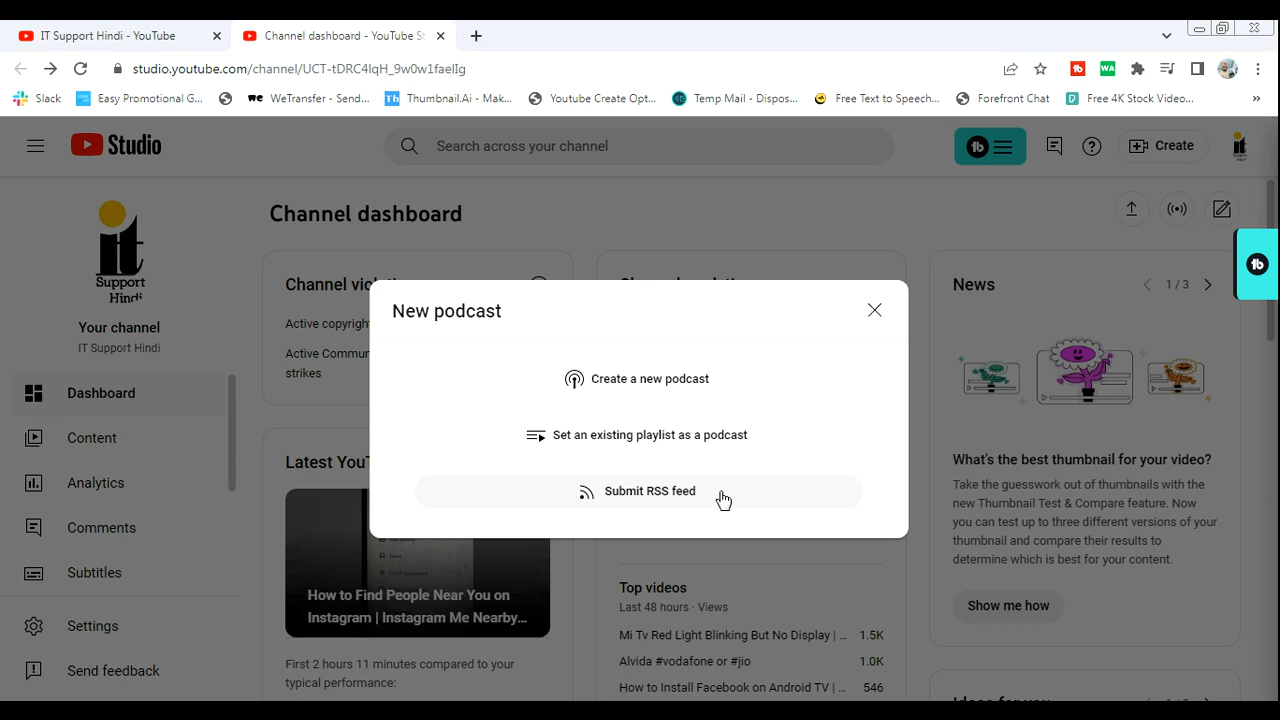 IT Support Hindi - YouTube
Channel dashboard - YouTube St
studio.youtube.com/channel/UCT-tDRC4lqH_9w0w1faelIg
Slack
Easy Promotional G...
WeTransfer - Send...
Th Thumbnail.Ai - Mak...
Youtube Create Opt...
Temp Mail - Dispos...
Free Text to Speech...
Forefront Chat
Free 4K Stock Video...
»
Studio
Search across your channel
Create
it
Support
Hindi
Your channel
IT Support Hindi
Dashboard
Content
Analytics
Comments
Subtitles
Settings
Send feedback
Channel dashboard
Active copyrigh
Active Commun
strikes
New podcast
Create a new podcast
Set an existing playlist as a podcast
Submit RSS feed
Latest YouT
How to Find People Near You on
Instagram | Instagram Me Nearby...
First 2 hours 11 minutes compared to your
typical performance:
Top videos
Last 48 hours · Views
Mi Tv Red Light Blinking But No Display | ... 1.5K
Alvida #vodafone or #jio 1.0K
How to Install Facebook on Android TV | ... 546
News
1 / 3
What's the best thumbnail for your video?
Take the guesswork out of thumbnails with the
new Thumbnail Test & Compare feature. Now
you can test up to three different versions of your
thumbnail and compare their results to
determine which is best for your content.
Show me how
Ideas for you